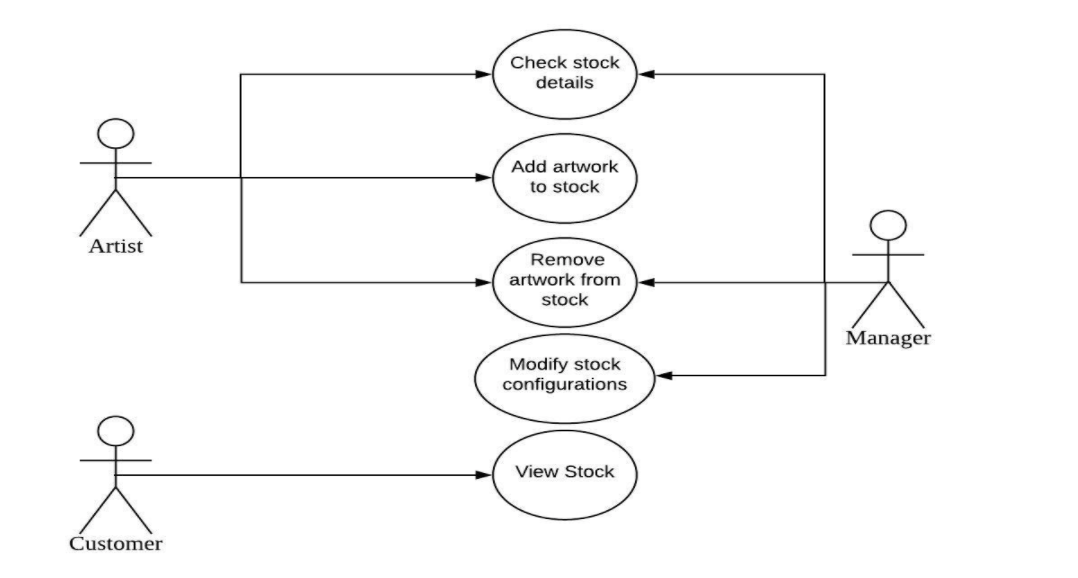 Check stock
details
Add artwork
to stock
Artist
Remove
artwork from
stock
Manager
Modify stock
configurations
View Stock
Customer